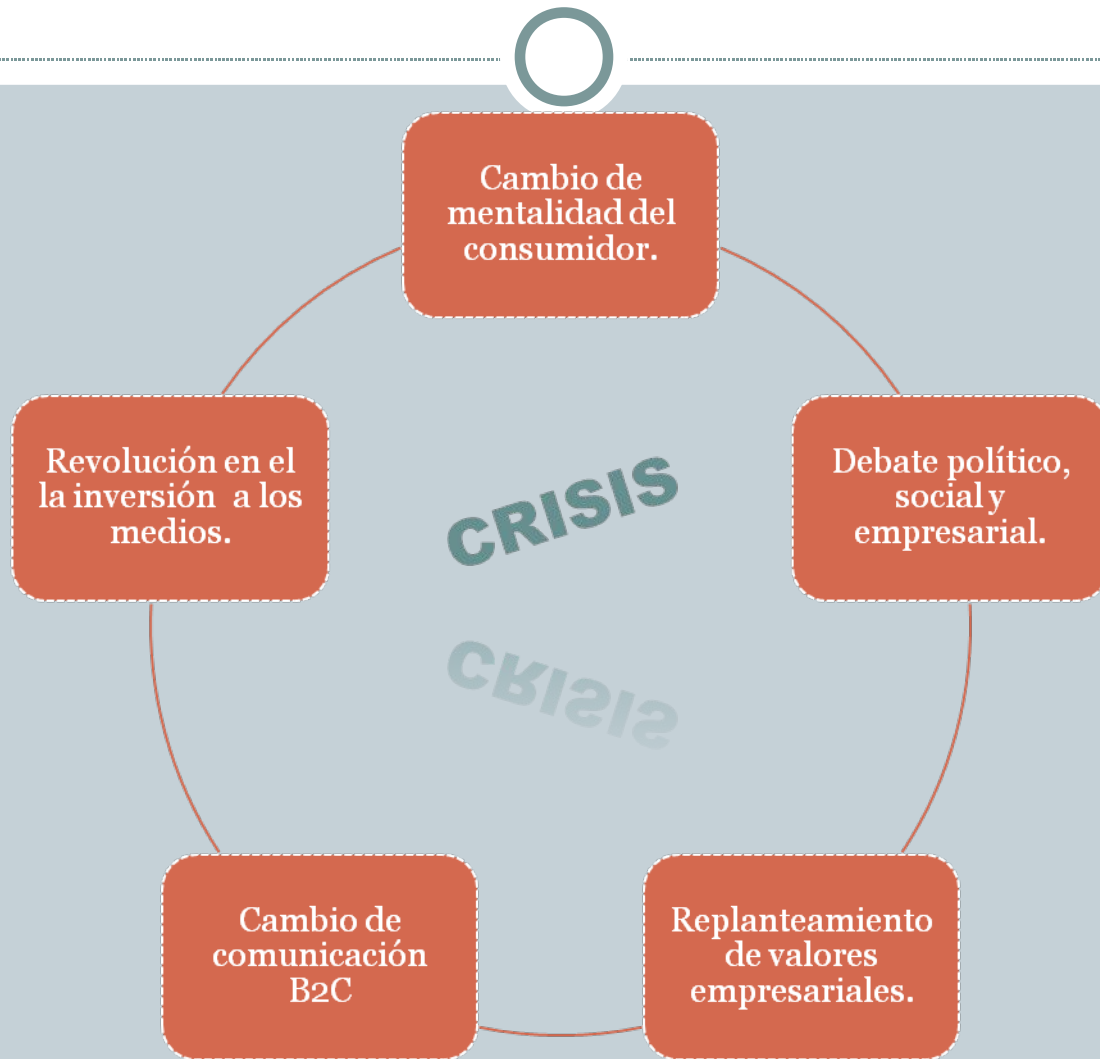 Cambio de
mentalidad del
consumidor.
Revolución en el
la inversión  a los
medios.
Debate político,
social y
empresarial.
CRISIS
Cambio de
comunicación
B2C
Replanteamiento
de valores
empresariales.